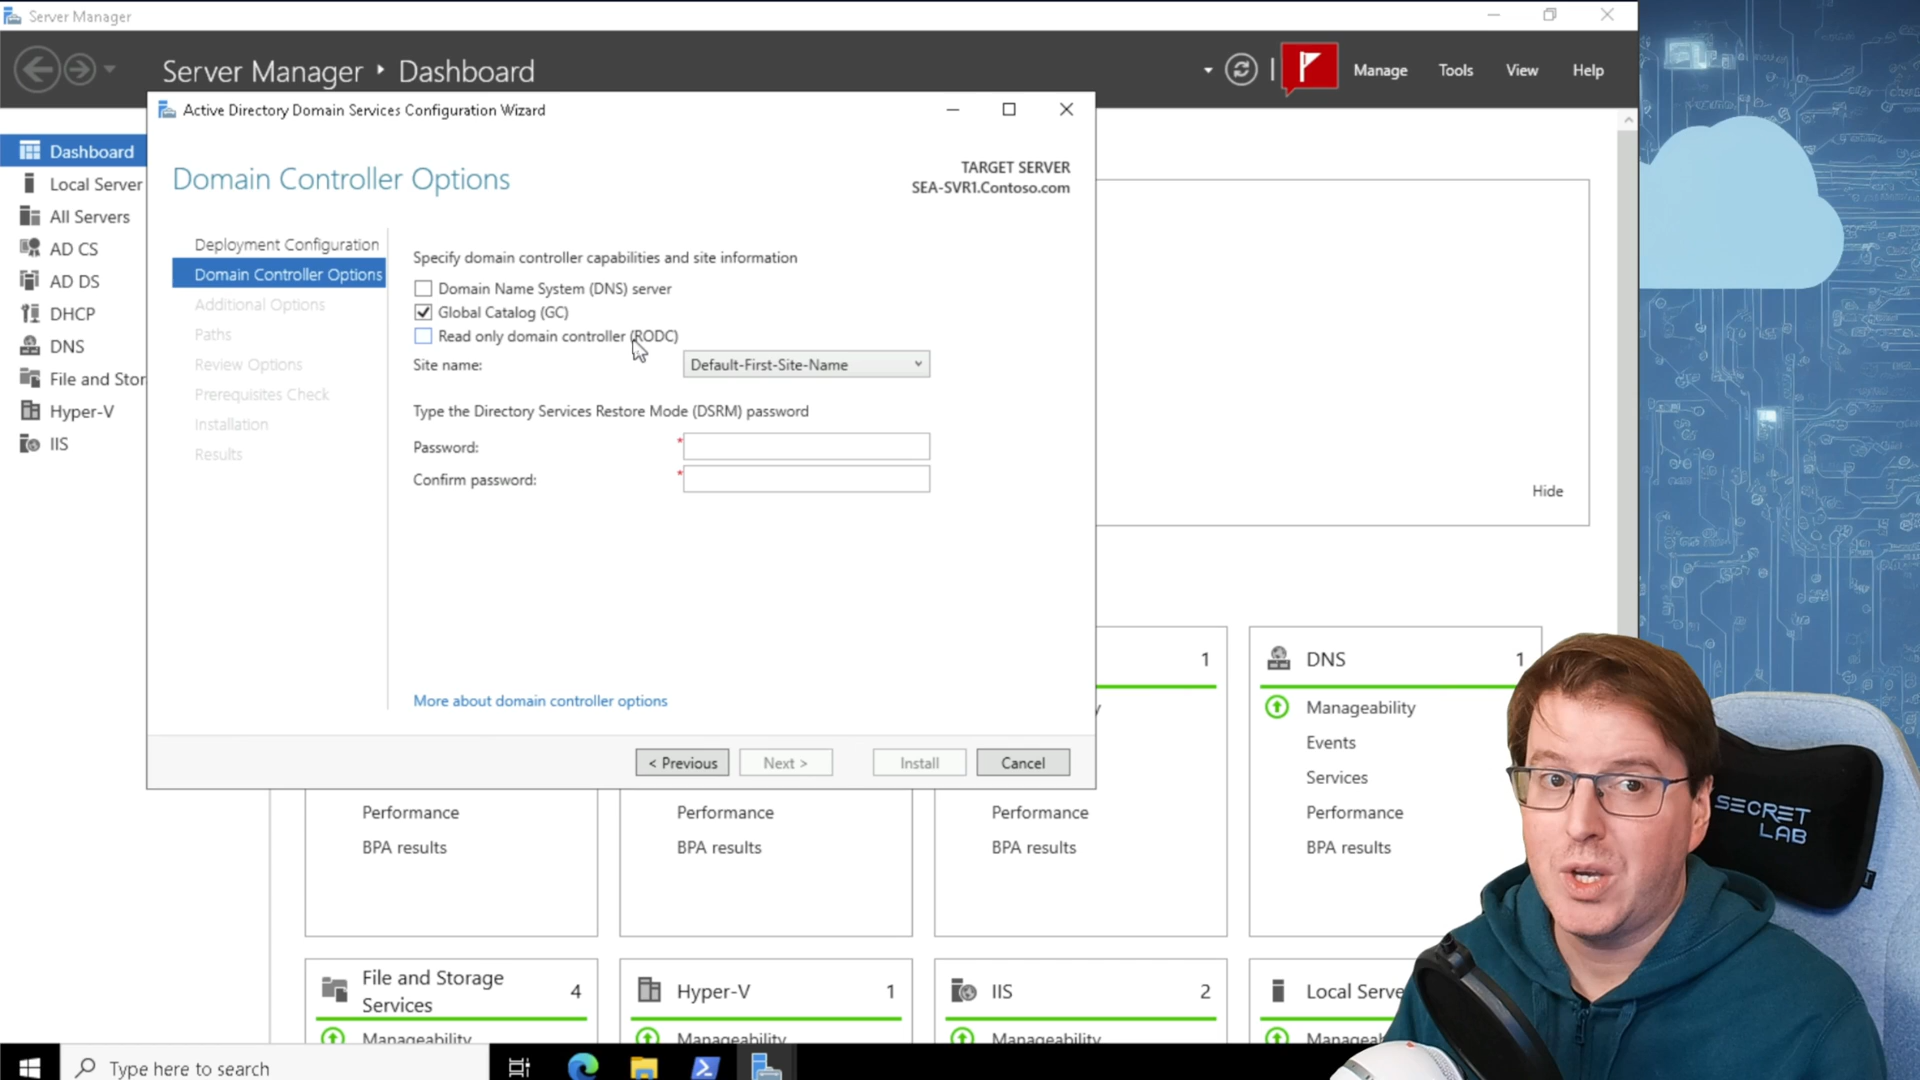 Server Manager
Server Manager • Dashboard
Manage
Tools
View
Help
Active Directory Domain Services Configuration Wizard
Domain Controller Options
TARGET SERVER
SEA-SVR1.Contoso.com
Dashboard
Local Server
All Servers
AD CS
AD DS
DHCP
DNS
File and Stor
Hyper-V
IIS
Deployment Configuration
Domain Controller Options
Additional Options
Paths
Review Options
Prerequisites Check
Installation
Results
Specify domain controller capabilities and site information
Domain Name System (DNS) server
Global Catalog (GC)
Read only domain controller (RODC)
Site name:
Default-First-Site-Name
Type the Directory Services Restore Mode (DSRM) password
Password: *
Confirm password: *
More about domain controller options
< Previous
Next >
Install
Cancel
Hide
1
DNS 1
Manageability
Events
Services
Performance
BPA results
Performance
BPA results
Performance
BPA results
Performance
BPA results
File and Storage
Services
4
Manageability
Hyper-V 1
Manageability
IIS 2
Manageability
Local Serve
Manageab
SECRET
LAB
Type here to search